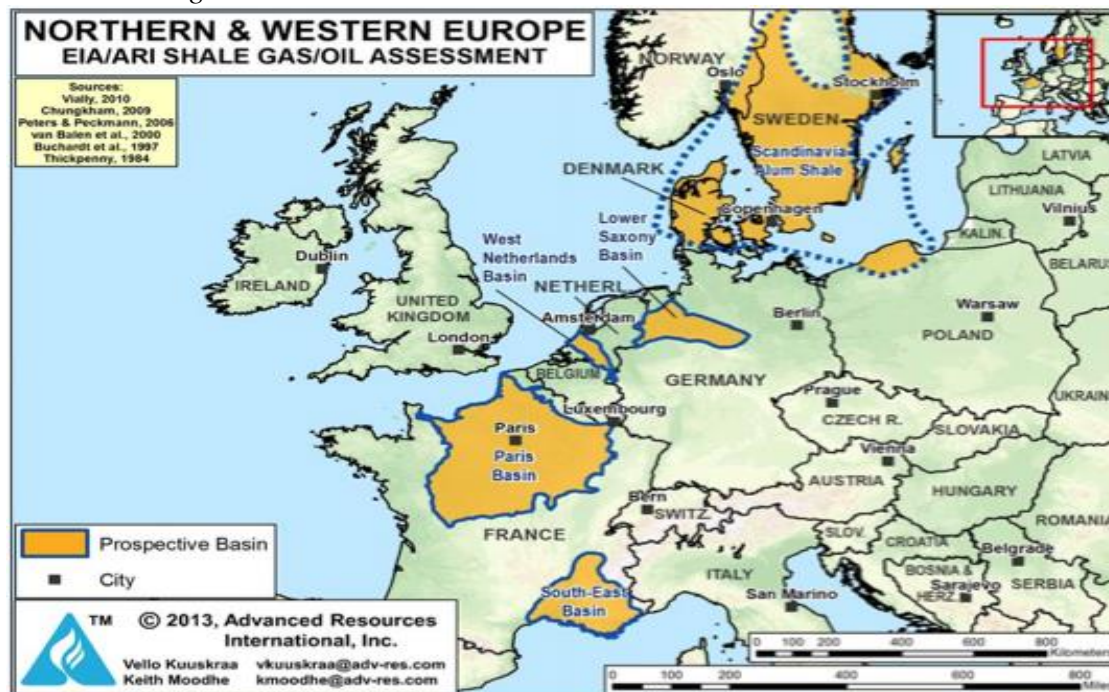 NORTHERN & WESTERN EUROPE
EIA/ARI SHALE GAS/OIL ASSESSMENT
Sources:
Vially, 2010
Chungkham, 2009
Peters & Peckmann, 2006
van Balen et al., 2000
Buchardt et al., 1997
Thickpenny, 1984
NORWAY
Oslo
Stockholm
SWEDEN
Scandinavia
Alum Shale
DENMARK
Copenhagen
LATVIA
LITHUANIA
Vilnius
KALIN.
BELARUS
Lower
Saxony
Basin
West
Netherlands
Basin
NETHERL
Amsterdam
Dublin
IRELAND
UNITED
KINGDOM
London
Berlin
Warsaw
POLAND
BELGIUM
GERMANY
Luxembourg
Prague
CZECH R.
UKRAIN
SLOVAKIA
Paris
Paris
Basin
Vienna
AUSTRIA
HUNGARY
Bern
SWITZ.
FRANCE
SLOV.
CROATIA
ROMANIA
Belgrade
BOSNIA &
HERZ.
Sarajevo
SERBIA
ITALY
San Marino
South-East
Basin
Prospective Basin
City
TM
© 2013, Advanced Resources
International, Inc.
Vello Kuuskraa vkuuskraa@adv-res.com
Keith Moodhe kmoodhe@adv-res.com
0 100 200 400 600 800
Kilometers
0 100 200 400 600 800
Miles